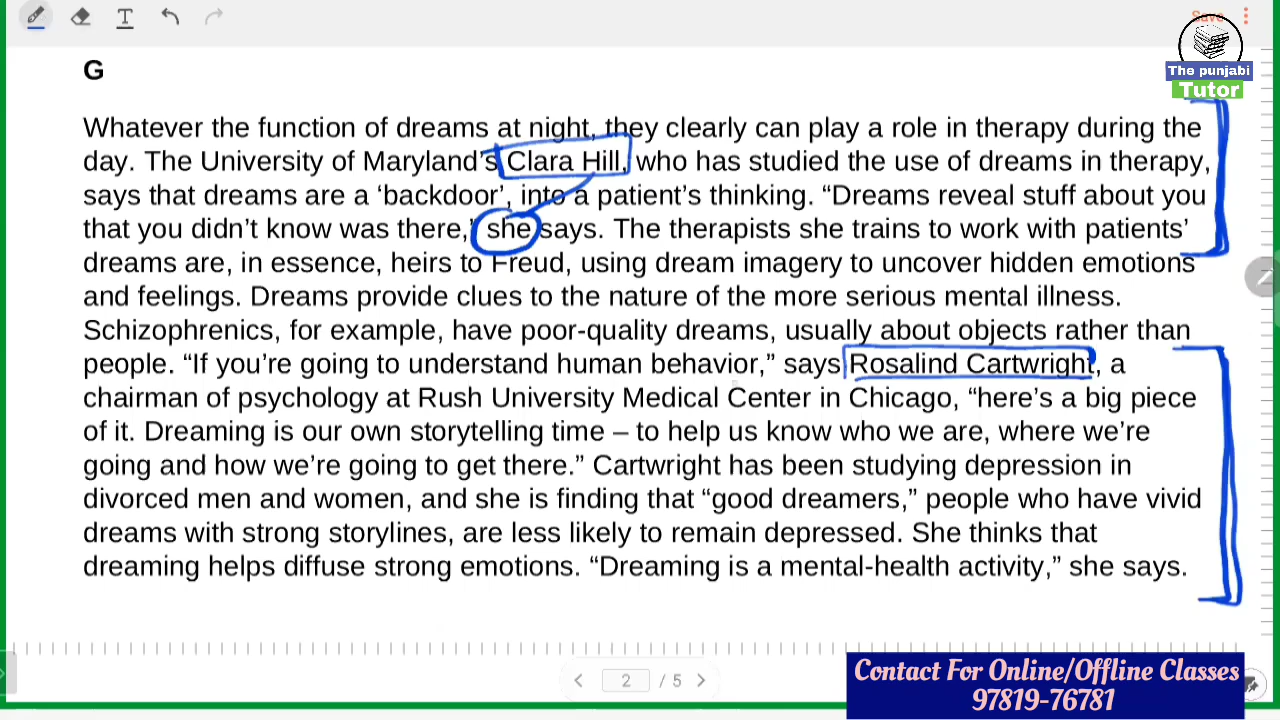 Save
The punjabi
Tutor
G
Whatever the function of dreams at night, they clearly can play a role in therapy during the
day. The University of Maryland's Clara Hill, who has studied the use of dreams in therapy,
says that dreams are a ‘backdoor’, into a patient’s thinking. “Dreams reveal stuff about you
that you didn’t know was there,” she says. The therapists she trains to work with patients’
dreams are, in essence, heirs to Freud, using dream imagery to uncover hidden emotions
and feelings. Dreams provide clues to the nature of the more serious mental illness.
Schizophrenics, for example, have poor-quality dreams, usually about objects rather than
people. “If you’re going to understand human behavior,” says Rosalind Cartwright, a
chairman of psychology at Rush University Medical Center in Chicago, “here’s a big piece
of it. Dreaming is our own storytelling time – to help us know who we are, where we’re
going and how we’re going to get there.” Cartwright has been studying depression in
divorced men and women, and she is finding that “good dreamers,” people who have vivid
dreams with strong storylines, are less likely to remain depressed. She thinks that
dreaming helps diffuse strong emotions. “Dreaming is a mental-health activity,” she says.
2 / 5
Contact For Online/Offline Classes
97819-76781